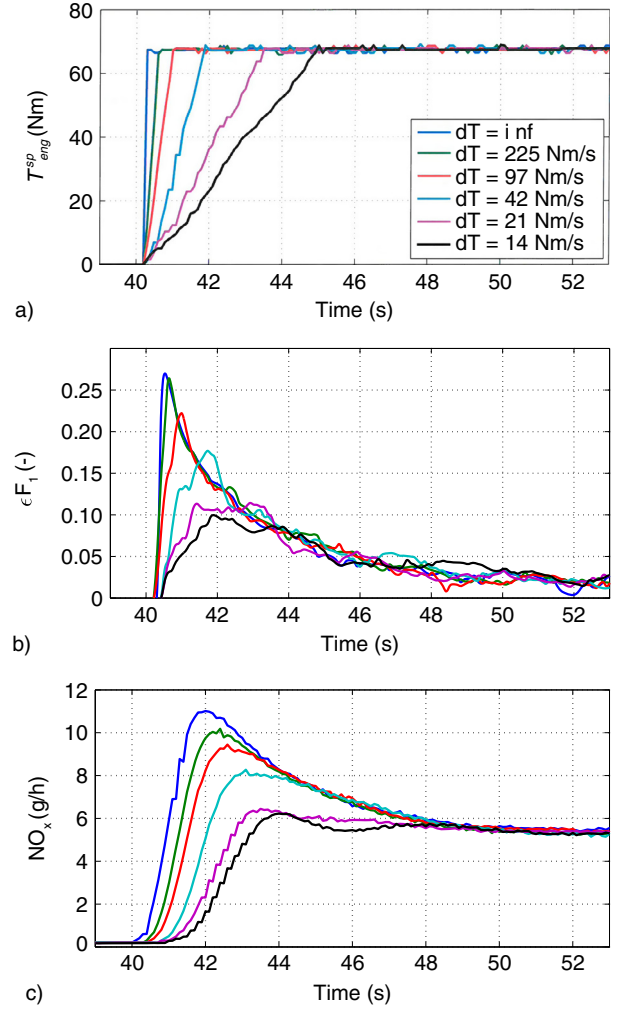 80
60
40
20
0
T^sp_eng (Nm)
dT = i nf
dT = 225 Nm/s
dT = 97 Nm/s
dT = 42 Nm/s
dT = 21 Nm/s
dT = 14 Nm/s
40 42 44 46 48 50 52
a) Time (s)
0.25
0.20
0.15
0.10
0.05
0
ϵF₁ (-)
40 42 44 46 48 50 52
b) Time (s)
12
10
8
6
4
2
0
NOₓ (g/h)
40 42 44 46 48 50 52
c) Time (s)